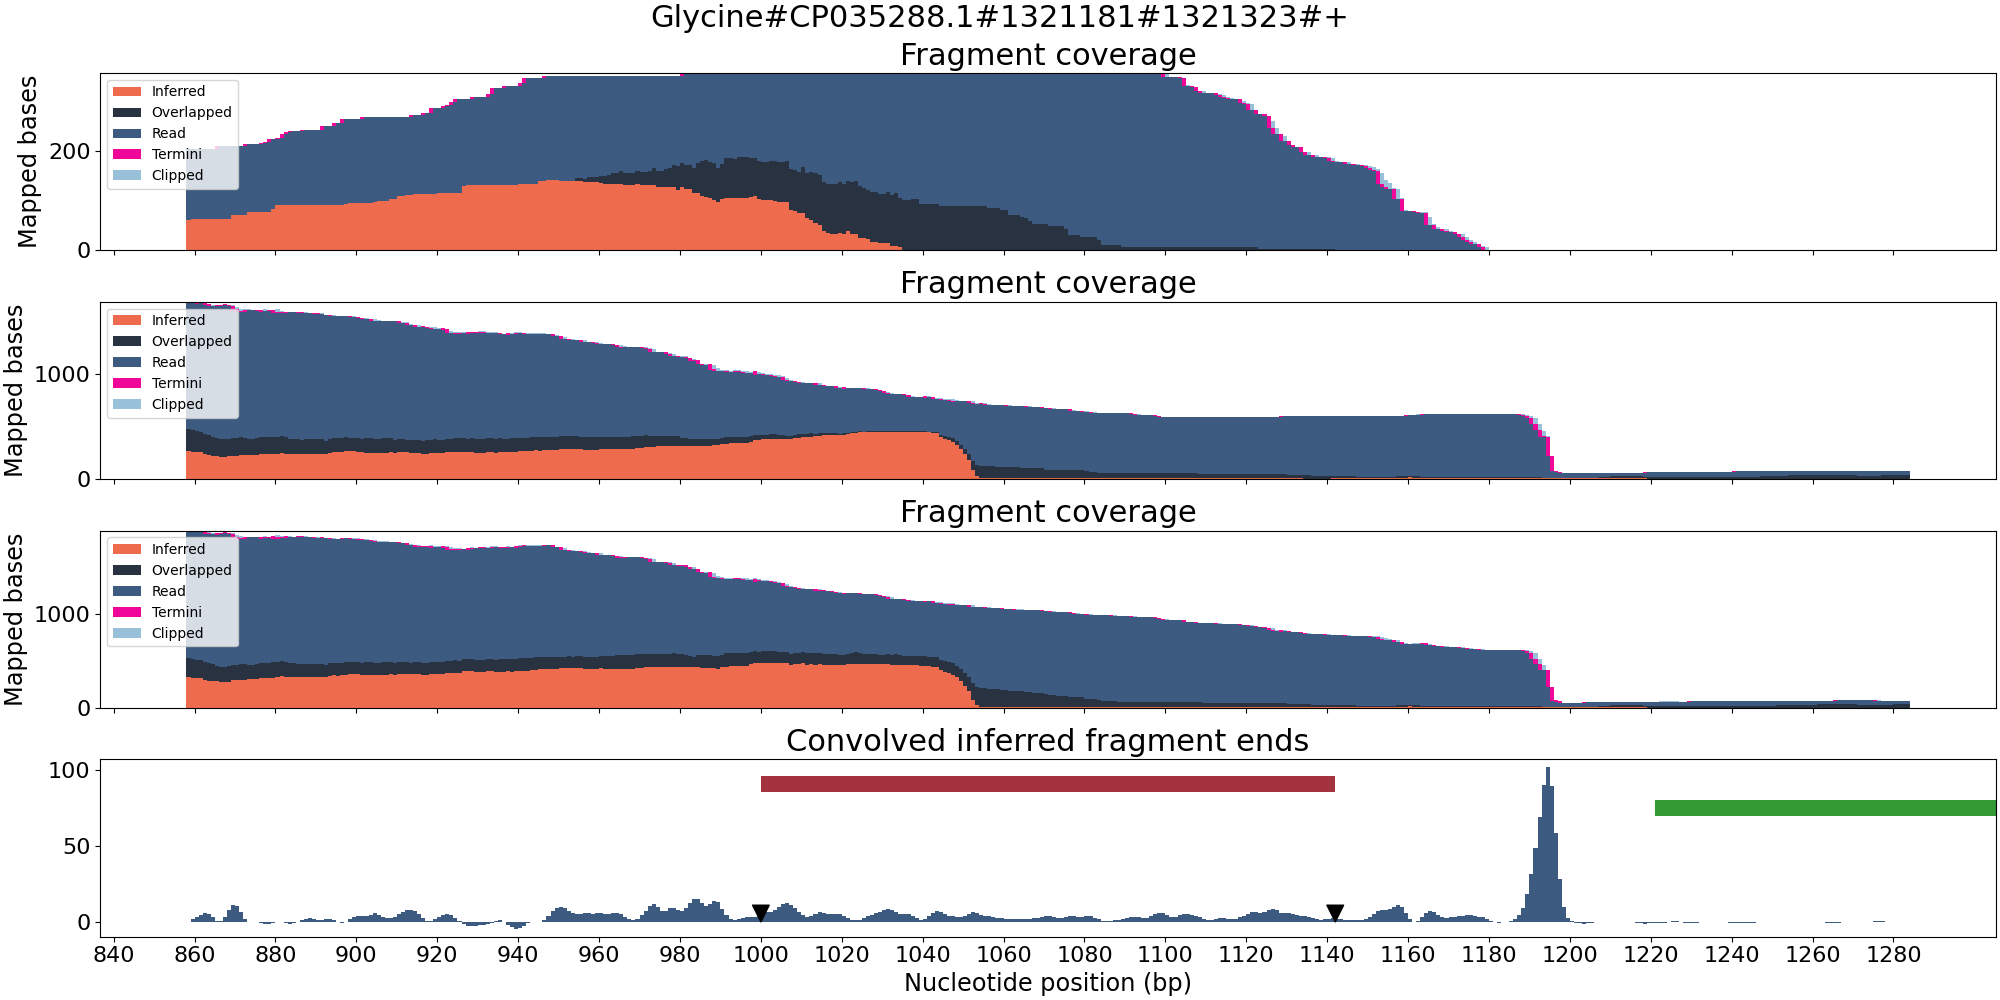 Glycine#CP035288.1#1321181#1321323#+
Fragment coverage
Mapped bases
200
0
Inferred
Overlapped
Read
Termini
Clipped
Fragment coverage
Mapped bases
1000
0
Inferred
Overlapped
Read
Termini
Clipped
Fragment coverage
Mapped bases
1000
0
Inferred
Overlapped
Read
Termini
Clipped
Convolved inferred fragment ends
100
50
0
840 860 880 900 920 940 960 980 1000 1020 1040 1060 1080 1100 1120 1140 1160 1180 1200 1220 1240 1260 1280
Nucleotide position (bp)